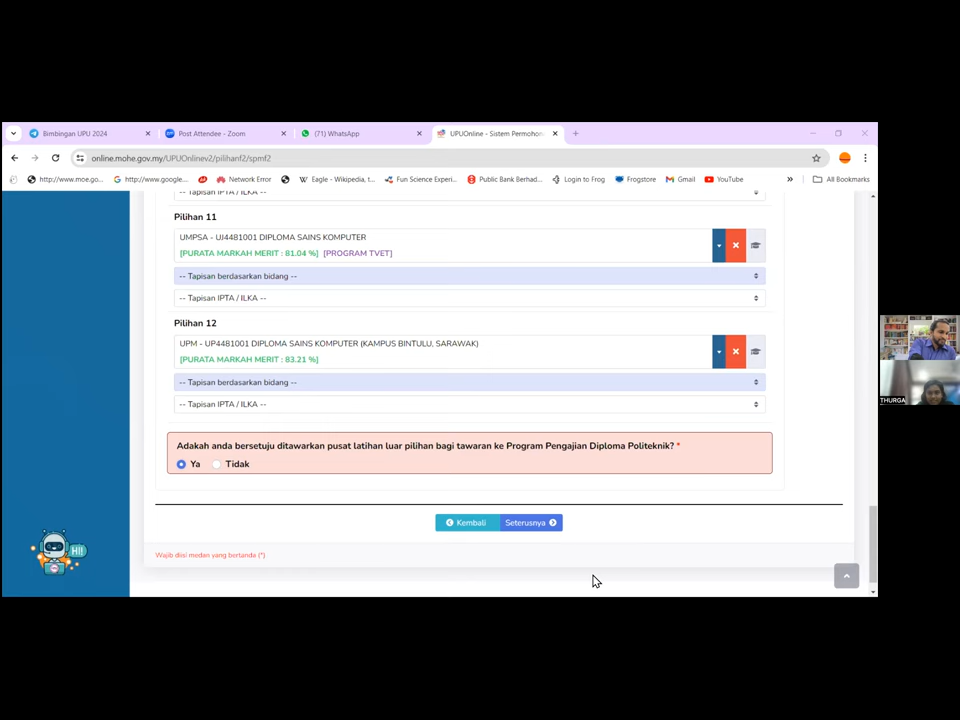 Bimbingan UPU 2024
Post Attendee - Zoom
(71) WhatsApp
UPUOnline - Sistem Permohon
online.mohe.gov.my/UPUOnlinev2/pilihanf2/spmf2
http://www.moe.go...
http://www.google...
Network Error
Eagle - Wikipedia, t...
Fun Science Experi...
Public Bank Berhad...
Login to Frog
Frogstore
Gmail
YouTube
All Bookmarks
-- Tapisan IPTA / ILKA --
Pilihan 11
UMPSA - UJ4481001 DIPLOMA SAINS KOMPUTER
[PURATA MARKAH MERIT : 81.04 %] [PROGRAM TVET]
-- Tapisan berdasarkan bidang --
-- Tapisan IPTA / ILKA --
Pilihan 12
UPM - UP4481001 DIPLOMA SAINS KOMPUTER (KAMPUS BINTULU, SARAWAK)
[PURATA MARKAH MERIT : 83.21 %]
-- Tapisan berdasarkan bidang --
-- Tapisan IPTA / ILKA --
Adakah anda bersetuju ditawarkan pusat latihan luar pilihan bagi tawaran ke Program Pengajian Diploma Politeknik? *
Ya Tidak
Kembali Seterusnya
Wajib diisi medan yang bertanda (*)
HI!
THURGA